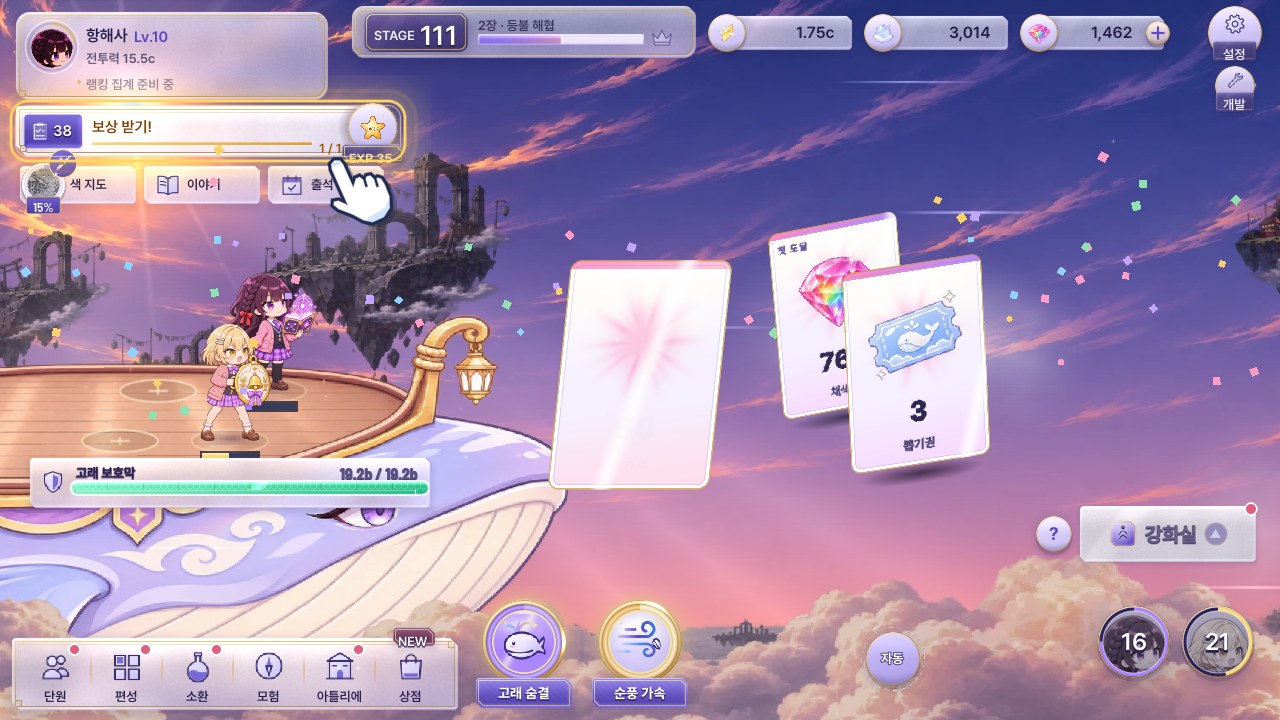 항해사 Lv.10
전투력 15.5c
랭킹 집계 준비 중
STAGE 111
2장 · 등불 해협
1.75c
3,014
1,462
설정
개발
38
보상 받기!
1/1
EXP 35
15%
색 지도
출석
첫 도달
76
3
뽑기권
고래 보호막
19.2b / 19.2b
?
강화실
16
21
자동
고래 숨결
순풍 가속
NEW
단원
편성
소환
모험
아틀리에
상점